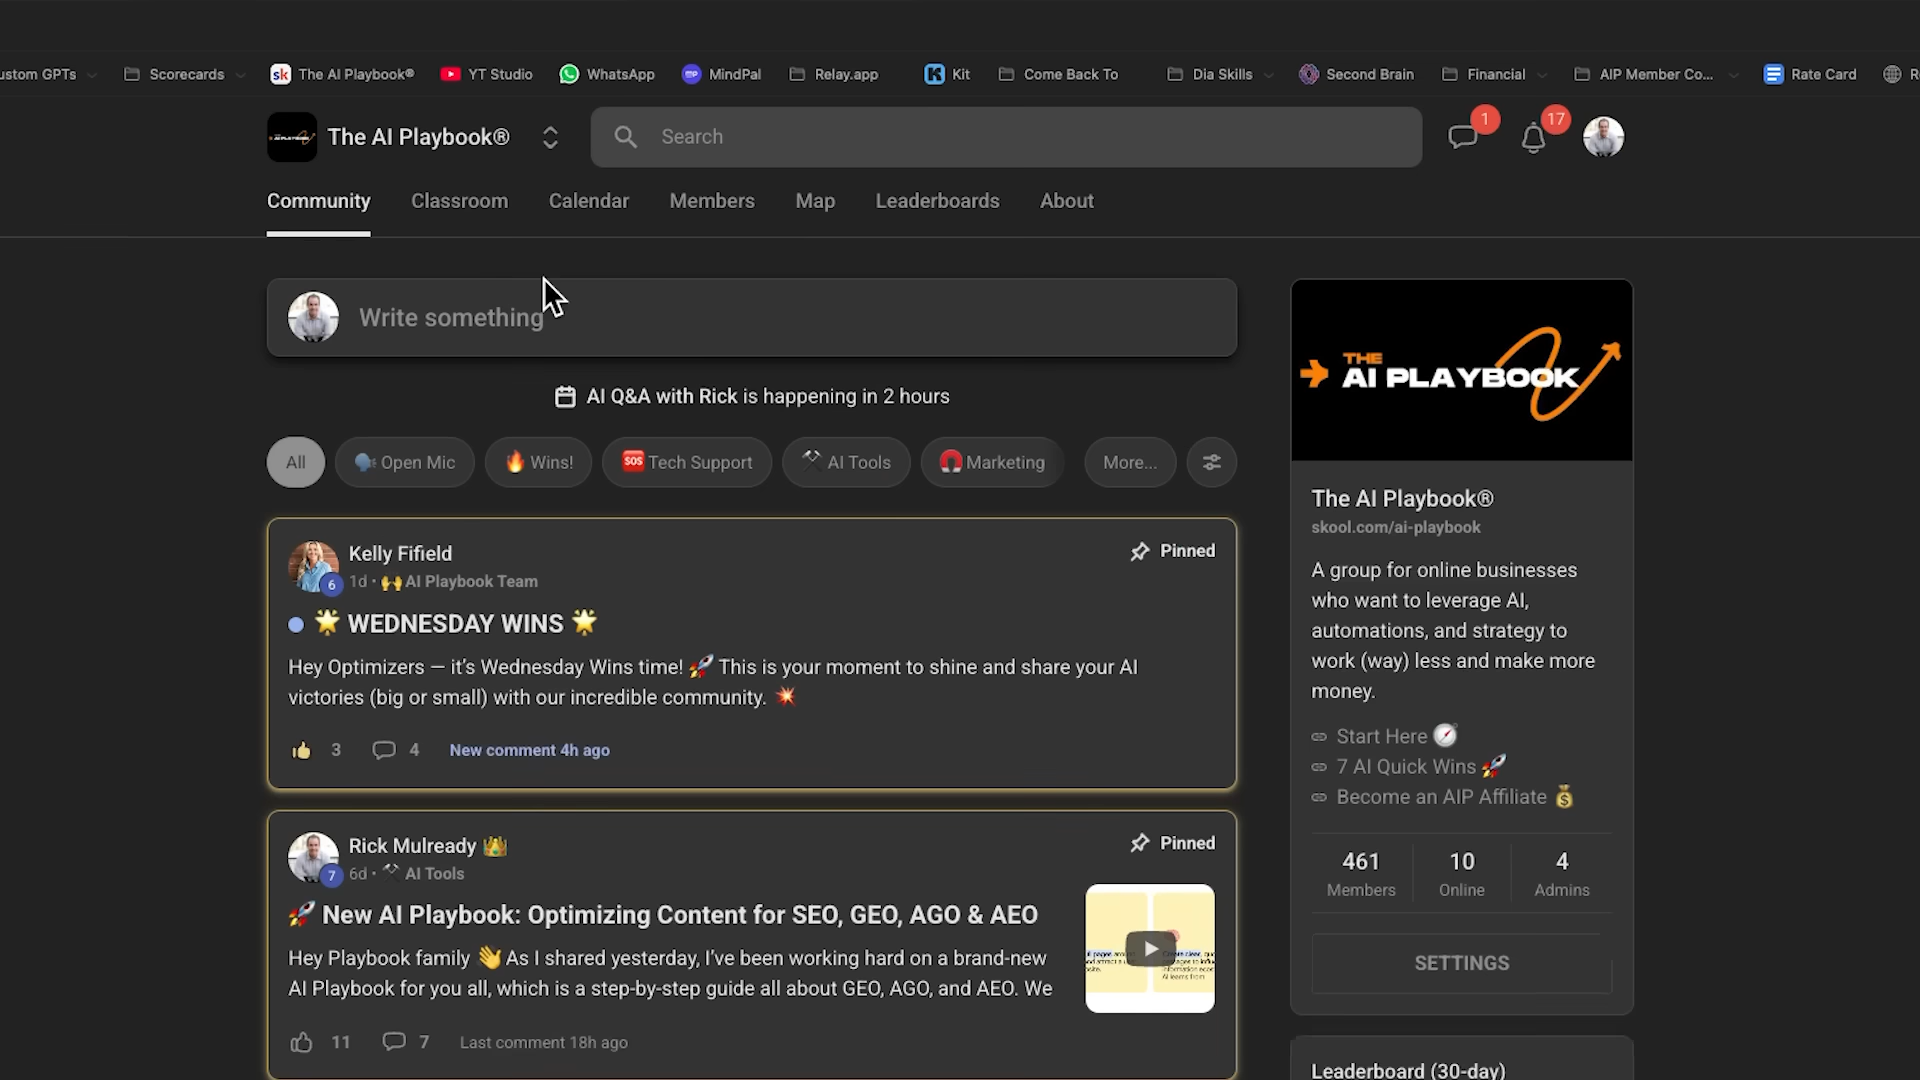 ustom GPTs
Scorecards
sk The AI Playbook®
YT Studio
WhatsApp
MP MindPal
Relay.app
K Kit
Come Back To
Dia Skills
Second Brain
Financial
AIP Member Co...
Rate Card
The AI Playbook®
Search
1
17
Community
Classroom
Calendar
Members
Map
Leaderboards
About
Write something
AI Q&A with Rick is happening in 2 hours
All
Open Mic
Wins!
SOS Tech Support
AI Tools
Marketing
More...
Kelly Fifield
6
1d • AI Playbook Team
Pinned
WEDNESDAY WINS
Hey Optimizers — it's Wednesday Wins time! This is your moment to shine and share your AI
victories (big or small) with our incredible community.
3
4
New comment 4h ago
Rick Mulready
7
6d • AI Tools
Pinned
New AI Playbook: Optimizing Content for SEO, GEO, AGO & AEO
Hey Playbook family As I shared yesterday, I've been working hard on a brand-new
AI Playbook for you all, which is a step-by-step guide all about GEO, AGO, and AEO. We
11
7
Last comment 18h ago
THE
AI PLAYBOOK
The AI Playbook®
skool.com/ai-playbook
A group for online businesses
who want to leverage AI,
automations, and strategy to
work (way) less and make more
money.
Start Here
7 AI Quick Wins
Become an AIP Affiliate
461
Members
10
Online
4
Admins
SETTINGS
Leaderboard (30-day)